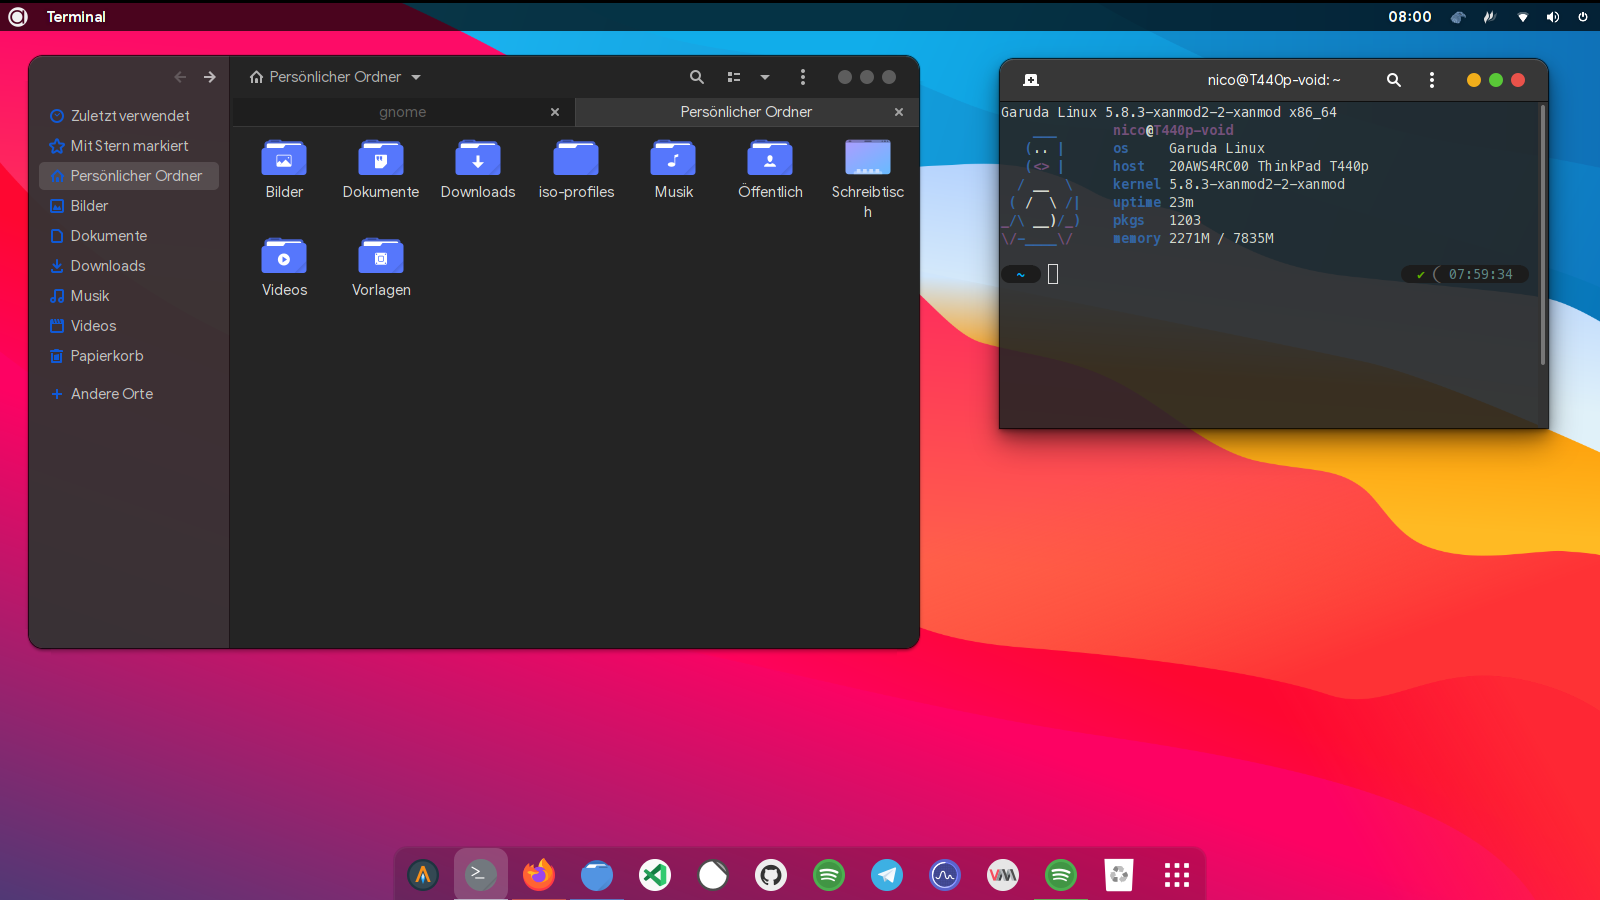 Terminal
08:00
Persönlicher Ordner
gnome
Persönlicher Ordner
Zuletzt verwendet
Mit Stern markiert
Persönlicher Ordner
Bilder
Dokumente
Downloads
Musik
Videos
Papierkorb
Andere Orte
Bilder
Dokumente
Downloads
iso-profiles
Musik
Öffentlich
Schreibtisc
h
Videos
Vorlagen
nico@T440p-void: ~
Garuda Linux 5.8.3-xanmod2-2-xanmod x86_64
nico@T440p-void
os Garuda Linux
host 20AWS4RC00 ThinkPad T440p
kernel 5.8.3-xanmod2-2-xanmod
uptime 23m
pkgs 1203
memory 2271M / 7835M
~
✔ 07:59:34
VM